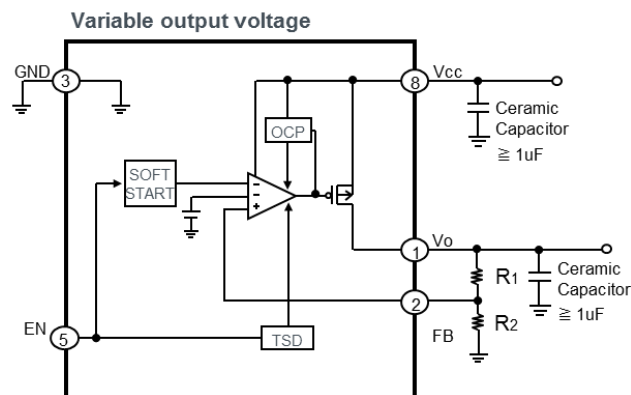 Variable output voltage
GND
3
8
Vcc
OCP
Ceramic
Capacitor
≧ 1uF
SOFT
START
-
-
+
1
Vo
R1
Ceramic
Capacitor
≧ 1uF
2
FB
R2
EN
5
TSD